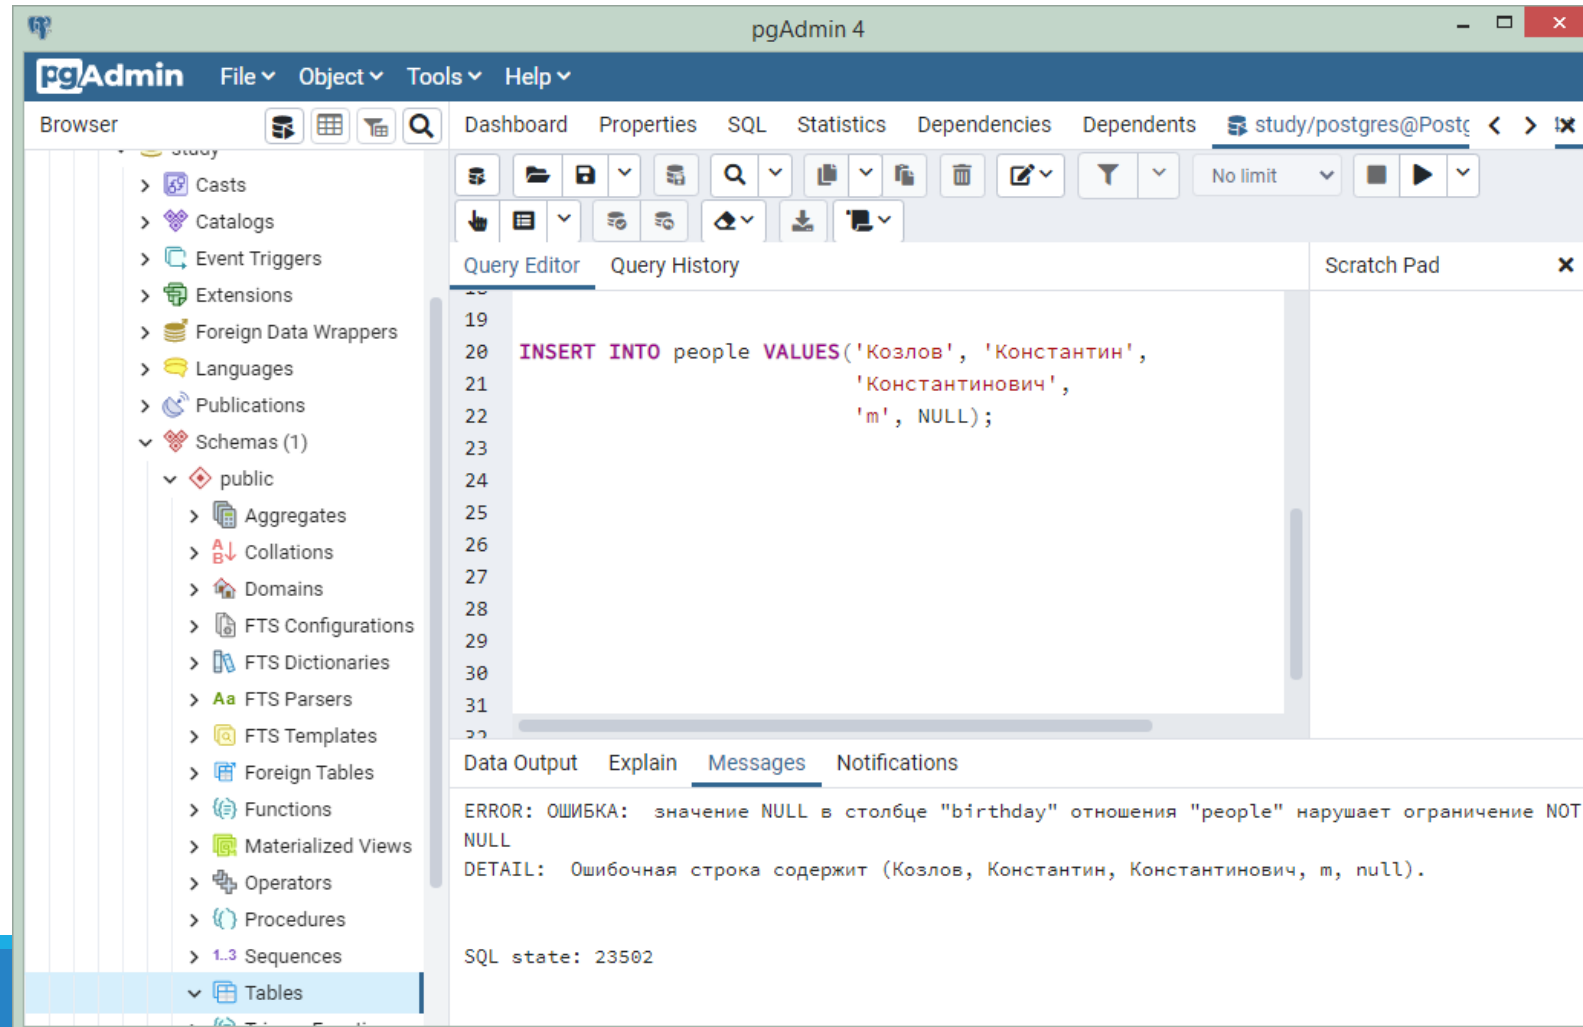 pgAdmin 4
pgAdmin File Object Tools Help
Browser
Dashboard Properties SQL Statistics Dependencies Dependents study/postgres@Postg
No limit
study
Casts
Catalogs
Event Triggers
Extensions
Foreign Data Wrappers
Languages
Publications
Schemas (1)
public
Aggregates
Collations
Domains
FTS Configurations
FTS Dictionaries
Aa FTS Parsers
FTS Templates
Foreign Tables
Functions
Materialized Views
Operators
Procedures
1..3 Sequences
Tables
Query Editor Query History
Scratch Pad
19
20 INSERT INTO people VALUES('Козлов', 'Константин',
21 'Константинович',
22 'm', NULL);
23
24
25
26
27
28
29
30
31
32
Data Output Explain Messages Notifications
ERROR: ОШИБКА:  значение NULL в столбце "birthday" отношения "people" нарушает ограничение NOT
NULL
DETAIL:  Ошибочная строка содержит (Козлов, Константин, Константинович, m, null).
SQL state: 23502